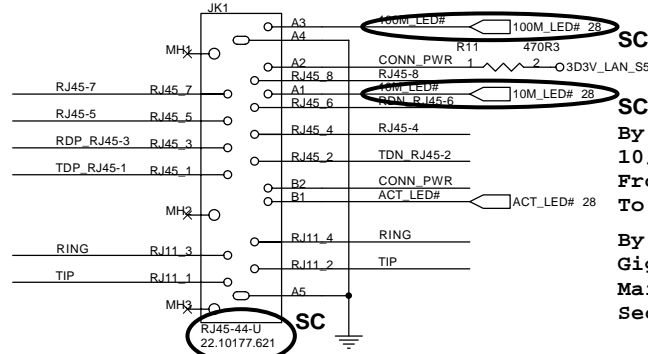 JK1
A3 100M_LED# 100M_LED# 28
A4
SC
R11 470R3
MH1
A2 CONN_PWR 1 2 3D3V_LAN_S5
RJ45_8 RJ45-8
RJ45-7 RJ45_7
A1 10M_LED# 10M_LED# 28
RJ45_6 RDN_RJ45-6
SC
RJ45-5 RJ45_5
RJ45_4 RJ45-4
By
RDP_RJ45-3 RJ45_3
10,
RJ45_2 TDN_RJ45-2
Fro
TDP_RJ45-1 RJ45_1
B2 CONN_PWR
To
B1 ACT_LED# ACT_LED# 28
MH2
By
RJ11_4 RING
Gig
RING RJ11_3
Mai
RJ11_2 TIP
TIP RJ11_1
Sec
A5
MH3
SC
RJ45-44-U
22.10177.621